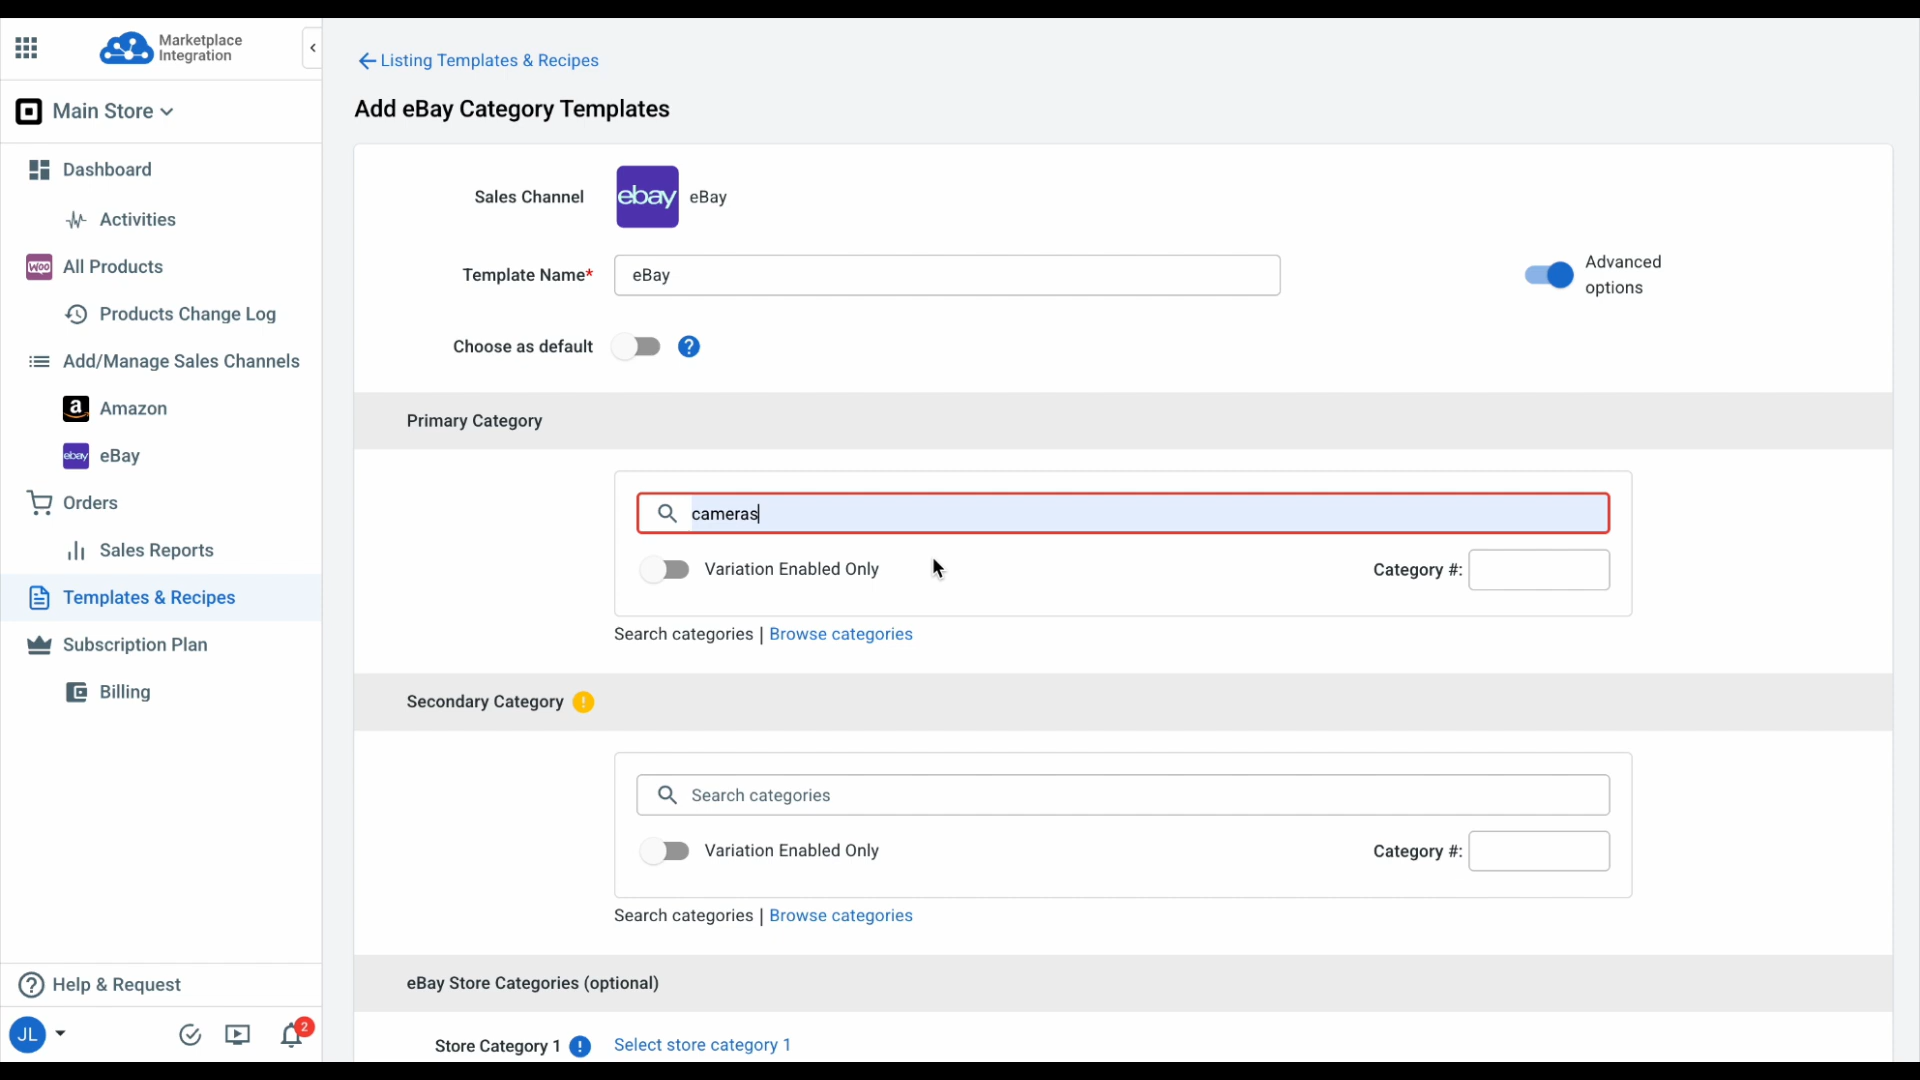 Marketplace
Integration
Main Store
Dashboard
Activities
Woo All Products
Products Change Log
Add/Manage Sales Channels
a Amazon
ebay eBay
Orders
Sales Reports
Templates & Recipes
Subscription Plan
Billing
? Help & Request
JL
2
Listing Templates & Recipes
Add eBay Category Templates
Sales Channel ebay eBay
Template Name* eBay
Advanced
options
Choose as default ?
Primary Category
cameras
Variation Enabled Only Category #:
Search categories | Browse categories
Secondary Category !
Search categories
Variation Enabled Only Category #:
Search categories | Browse categories
eBay Store Categories (optional)
Store Category 1 ! Select store category 1